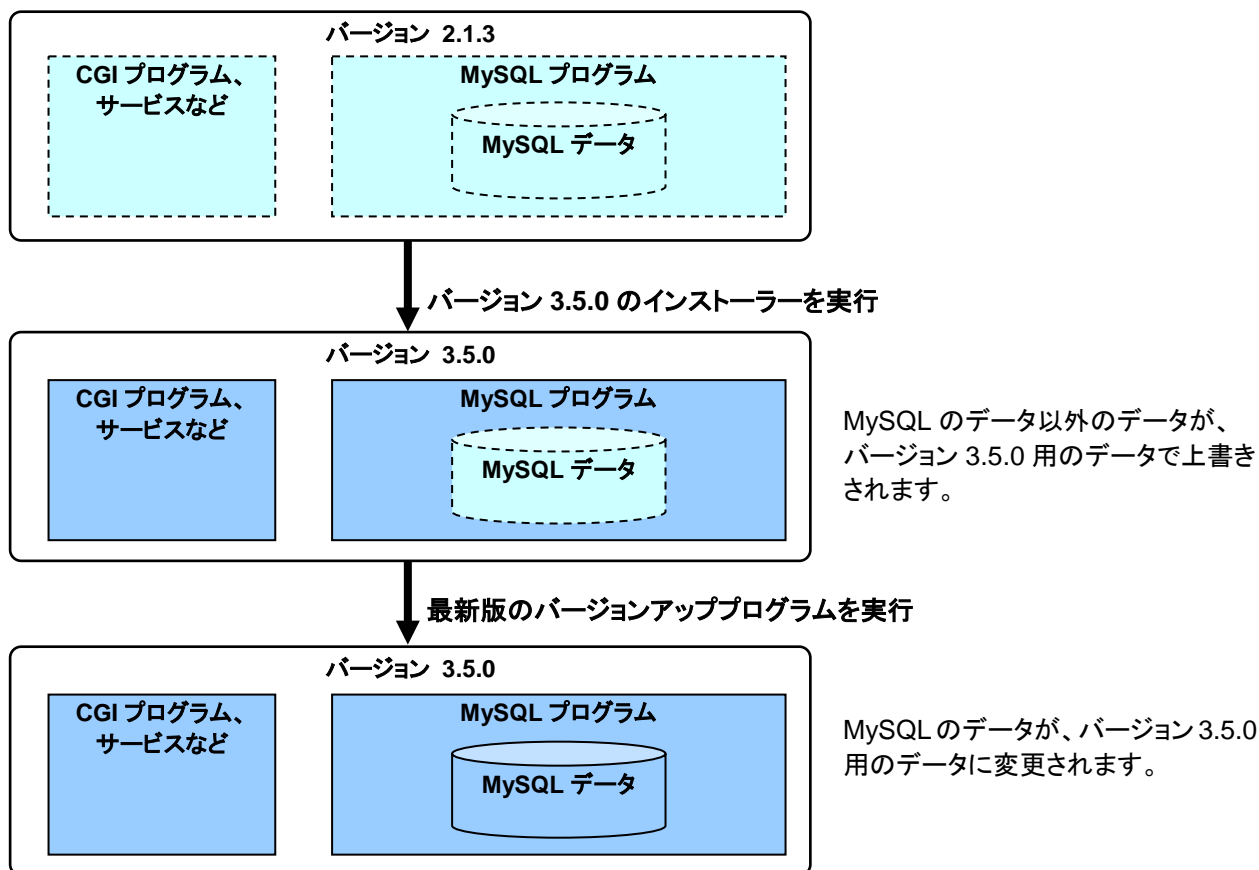 バージョン 2.1.3
CGI プログラム、
サービスなど
MySQL プログラム
MySQL データ
バージョン 3.5.0 のインストーラーを実行
バージョン 3.5.0
CGI プログラム、
サービスなど
MySQL プログラム
MySQL データ
MySQL のデータ以外のデータが、
バージョン 3.5.0 用のデータで上書き
されます。
最新版のバージョンアッププログラムを実行
バージョン 3.5.0
CGI プログラム、
サービスなど
MySQL プログラム
MySQL データ
MySQL のデータが、バージョン 3.5.0
用のデータに変更されます。